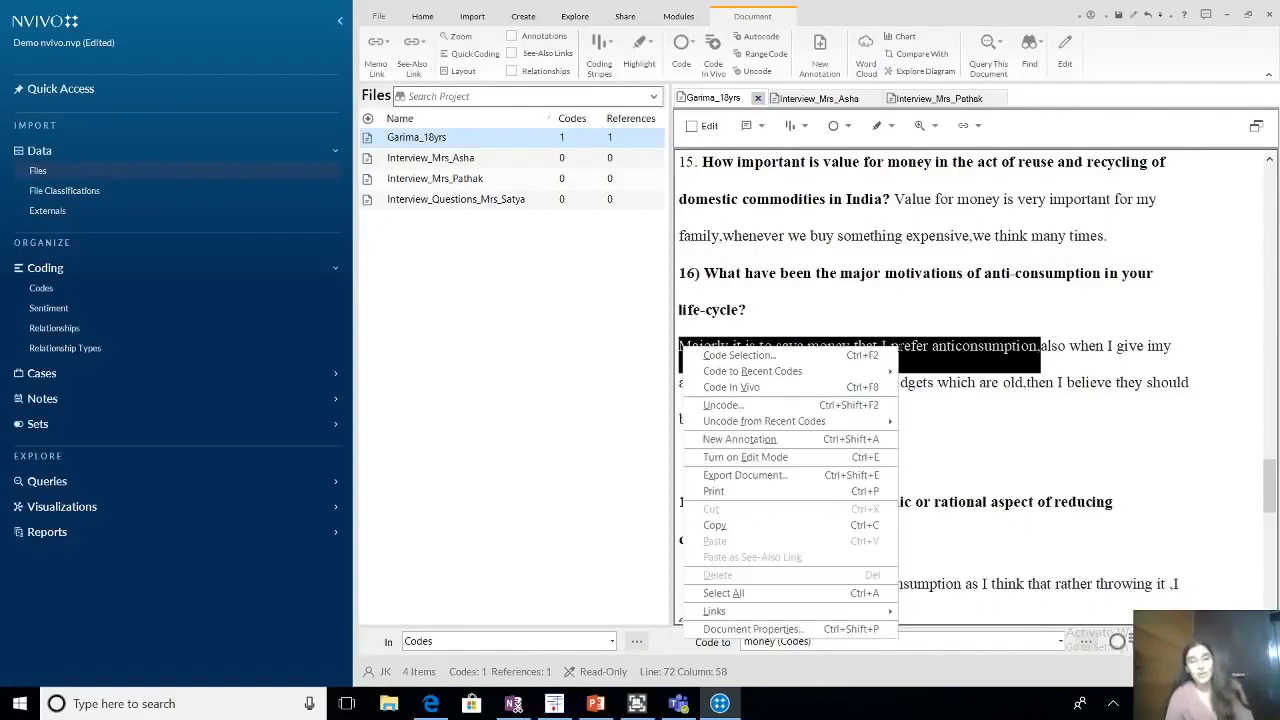 NVIVO
Demo nvivo.nvp (Edited)
Quick Access
IMPORT
Data
Files
File Classifications
Externals
ORGANIZE
Coding
Codes
Sentiment
Relationships
Relationship Types
Cases
Notes
Sets
EXPLORE
Queries
Visualizations
Reports
File Home Import Create Explore Share Modules Document
Memo Link
See-Also Link
Zoom
Quick Coding
Layout
Annotations
See-Also Links
Relationships
Coding Stripes
Highlight
Code
Code In Vivo
Autocode
Range Code
Uncode
New Annotation
Word Cloud
Chart
Compare With
Explore Diagram
Query This Document
Find
Edit
Files Search Project
Name Codes References
Garima_18yrs 1 1
Interview_Mrs_Asha 0 0
Interview_Mrs_Pathak 0 0
Interview_Questions_Mrs_Satya 0 0
Garima_18yrs Interview_Mrs_Asha Interview_Mrs_Pathak
Edit
15. How important is value for money in the act of reuse and recycling of
domestic commodities in India? Value for money is very important for my
family,whenever we buy something expensive,we think many times.
16) What have been the major motivations of anti-consumption in your
life-cycle?
Majorly it is to save money that I prefer anticonsumption,also when I give imy
dgets which are old,then I believe they should
ic or rational aspect of reducing
nsumption as I think that rather throwing it ,I
Code Selection... Ctrl+F2
Code to Recent Codes
Code In Vivo Ctrl+F8
Uncode... Ctrl+Shift+F2
Uncode from Recent Codes
New Annotation Ctrl+Shift+A
Turn on Edit Mode Ctrl+E
Export Document... Ctrl+Shift+E
Print Ctrl+P
Cut Ctrl+X
Copy Ctrl+C
Paste Ctrl+V
Paste as See-Also Link
Delete Del
Select All Ctrl+A
Links
Document Properties... Ctrl+Shift+P
In Codes ... Code to money (Codes)
Activate
Go to
JK 4 Items Codes: 1 References: 1 Read-Only Line: 72 Column: 58
Type here to search